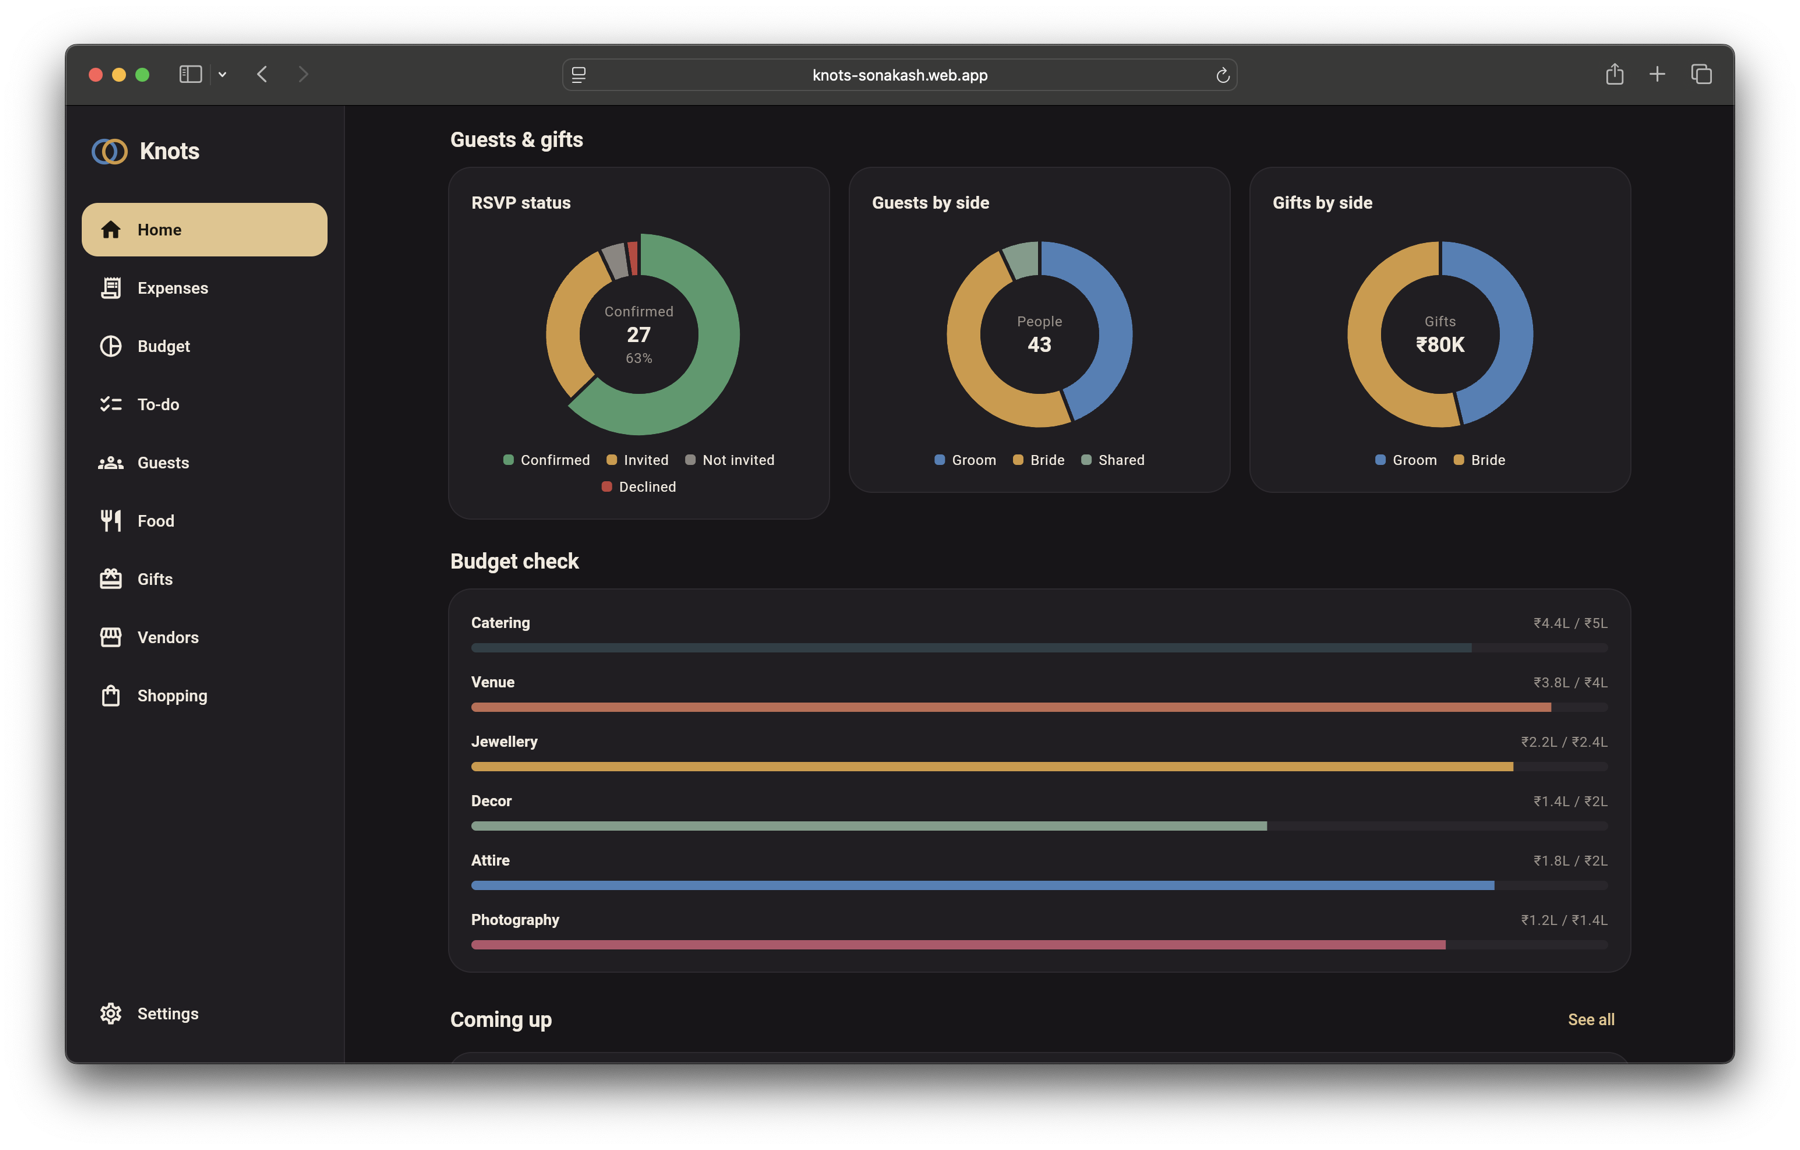 knots-sonakash.web.app
Knots
Home
Expenses
Budget
To-do
Guests
Food
Gifts
Vendors
Shopping
Settings
Guests & gifts
RSVP status
Confirmed
27
63%
Confirmed Invited Not invited
Declined
Guests by side
People
43
Groom Bride Shared
Gifts by side
Gifts
₹80K
Groom Bride
Budget check
Catering ₹4.4L / ₹5L
Venue ₹3.8L / ₹4L
Jewellery ₹2.2L / ₹2.4L
Decor ₹1.4L / ₹2L
Attire ₹1.8L / ₹2L
Photography ₹1.2L / ₹1.4L
Coming up See all